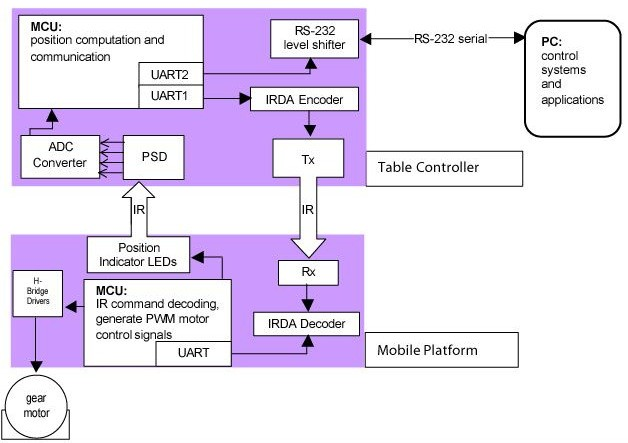 MCU:
position computation and
communication
UART2
UART1
RS-232
level shifter
RS-232 serial
PC:
control
systems
and
applications
IRDA Encoder
ADC
Converter
PSD
Tx
Table Controller
IR
IR
Position
Indicator LEDs
Rx
H-
Bridge
Drivers
MCU:
IR command decoding,
generate PWM motor
control signals
UART
IRDA Decoder
Mobile Platform
gear
motor